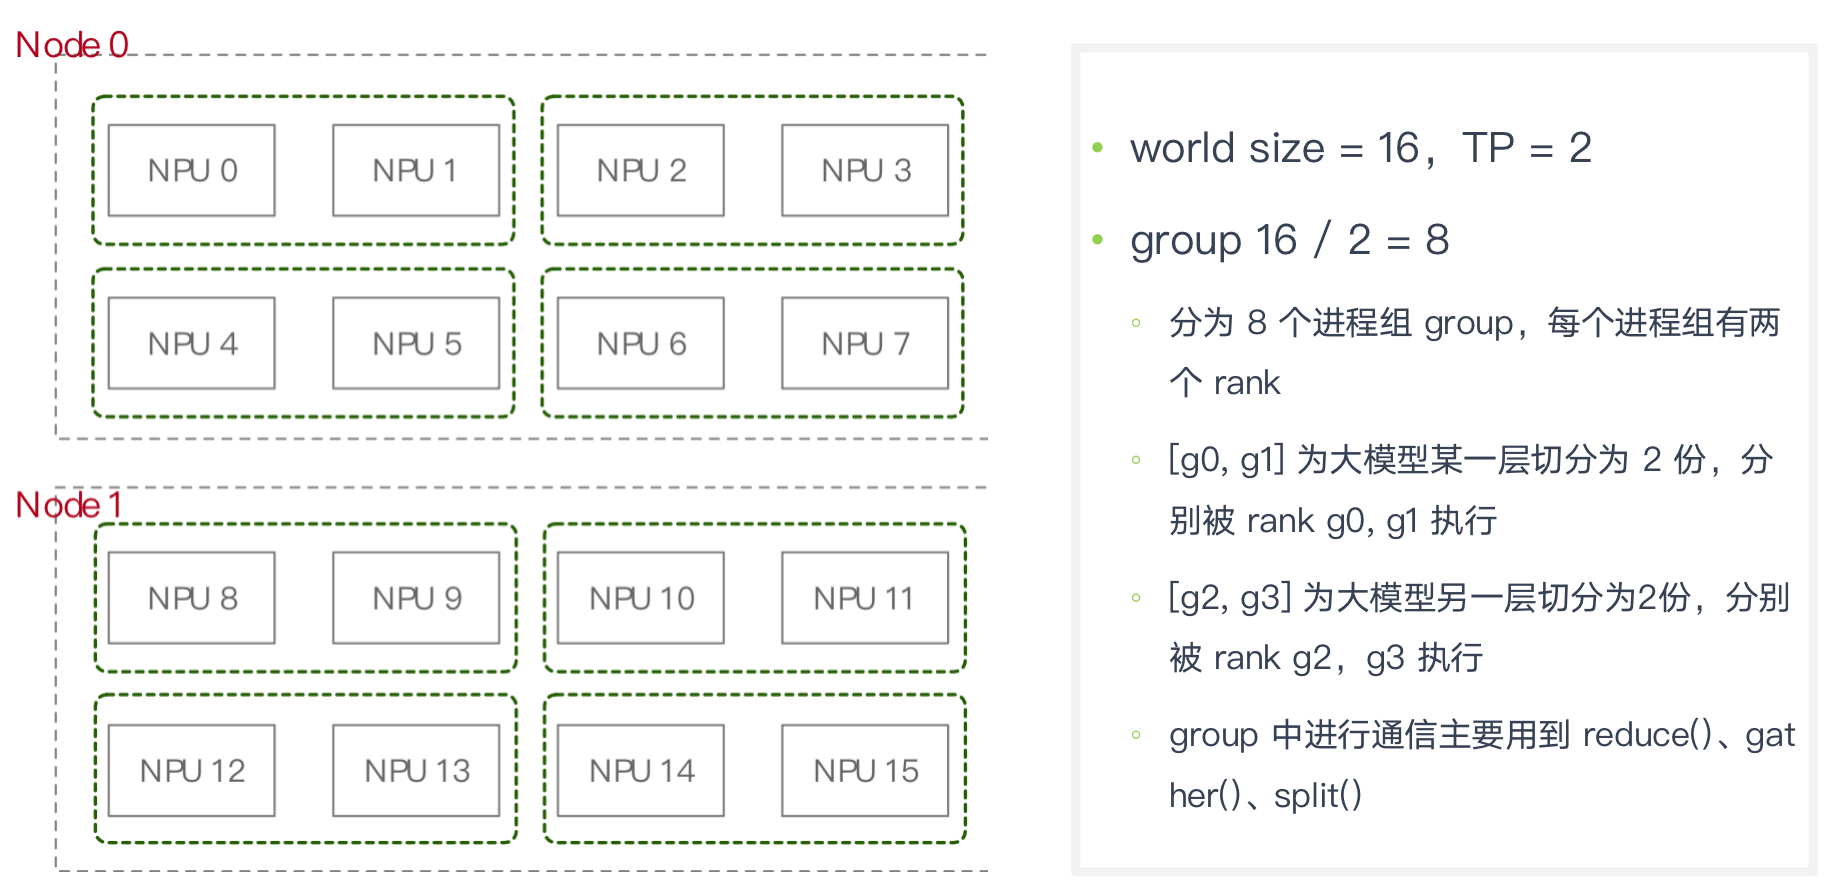 Node 0
NPU 0
NPU 1
NPU 2
NPU 3
NPU 4
NPU 5
NPU 6
NPU 7
Node 1
NPU 8
NPU 9
NPU 10
NPU 11
NPU 12
NPU 13
NPU 14
NPU 15
world size = 16，TP = 2
group 16 / 2 = 8
分为 8 个进程组 group，每个进程组有两
个 rank
[g0, g1] 为大模型某一层切分为 2 份，分
别被 rank g0, g1 执行
[g2, g3] 为大模型另一层切分为2份，分别
被 rank g2，g3 执行
group 中进行通信主要用到 reduce()、gat
her()、split()